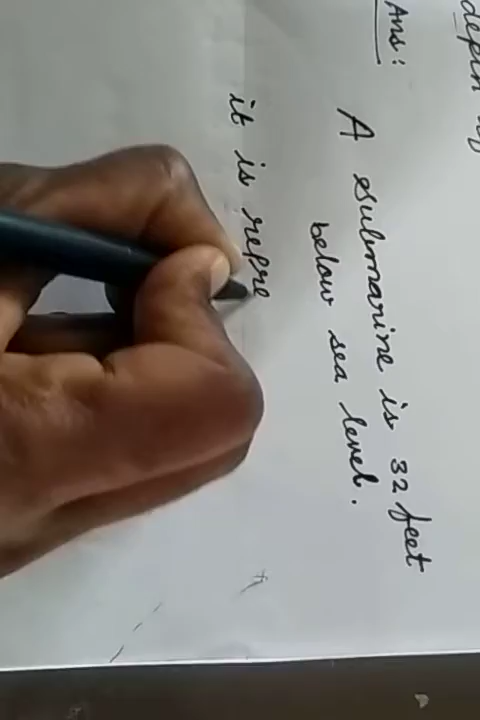 Ans:
A submarine is 32 feet
below sea level.
it is repre